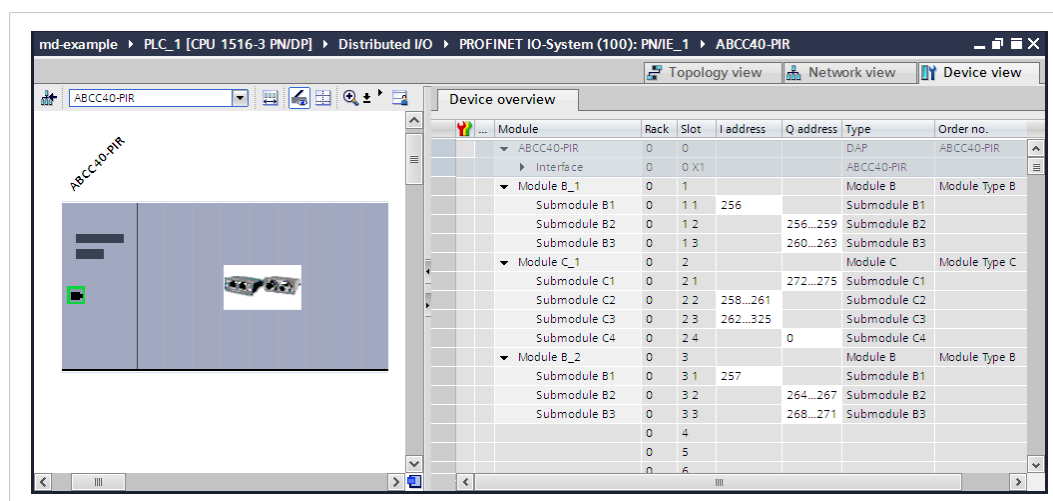 md-example ▸ PLC_1 [CPU 1516-3 PN/DP] ▸ Distributed I/O ▸ PROFINET IO-System (100): PN/IE_1 ▸ ABCC40-PIR
Topology view Network view Device view
ABCC40-PIR
Device overview
... Module Rack Slot I address Q address Type Order no.
ABCC40-PIR 0 0 DAP ABCC40-PIR
Interface 0 0 X1 ABCC40-PIR
Module B_1 0 1 Module B Module Type B
Submodule B1 0 1 1 256 Submodule B1
Submodule B2 0 1 2 256...259 Submodule B2
Submodule B3 0 1 3 260...263 Submodule B3
Module C_1 0 2 Module C Module Type C
Submodule C1 0 2 1 272...275 Submodule C1
Submodule C2 0 2 2 258...261 Submodule C2
Submodule C3 0 2 3 262...325 Submodule C3
Submodule C4 0 2 4 0 Submodule C4
Module B_2 0 3 Module B Module Type B
Submodule B1 0 3 1 257 Submodule B1
Submodule B2 0 3 2 264...267 Submodule B2
Submodule B3 0 3 3 268...271 Submodule B3
0 4
0 5
0 6
ABCC40-PIR